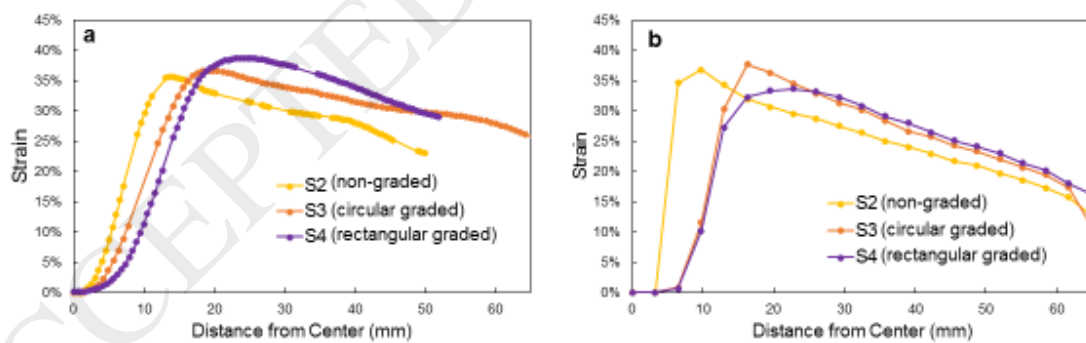 a
45%
40%
35%
30%
25%
20%
15%
10%
5%
0%
Strain
S2 (non-graded)
S3 (circular graded)
S4 (rectangular graded)
0 10 20 30 40 50 60
Distance from Center (mm)
b
45%
40%
35%
30%
25%
20%
15%
10%
5%
0%
Strain
S2 (non-graded)
S3 (circular graded)
S4 (rectangular graded)
0 10 20 30 40 50 60
Distance from Center (mm)
CCEPTED